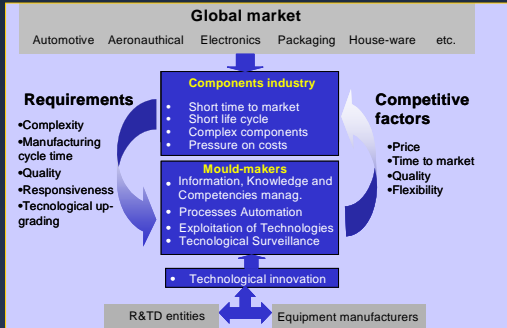 Global market
Automotive Aeronauthical Electronics Packaging House-ware etc.
Requirements
•Complexity
•Manufacturing
cycle time
•Quality
•Responsiveness
•Tecnological up-
grading
Components industry
• Short time to market
• Short life cycle
• Complex components
• Pressure on costs
Mould-makers
• Information, Knowledge and
Competencies manag.
• Processes Automation
• Exploitation of Technologies
• Tecnological Surveillance
• Technological innovation
Competitive
factors
•Price
•Time to market
•Quality
•Flexibility
R&TD entities
Equipment manufacturers